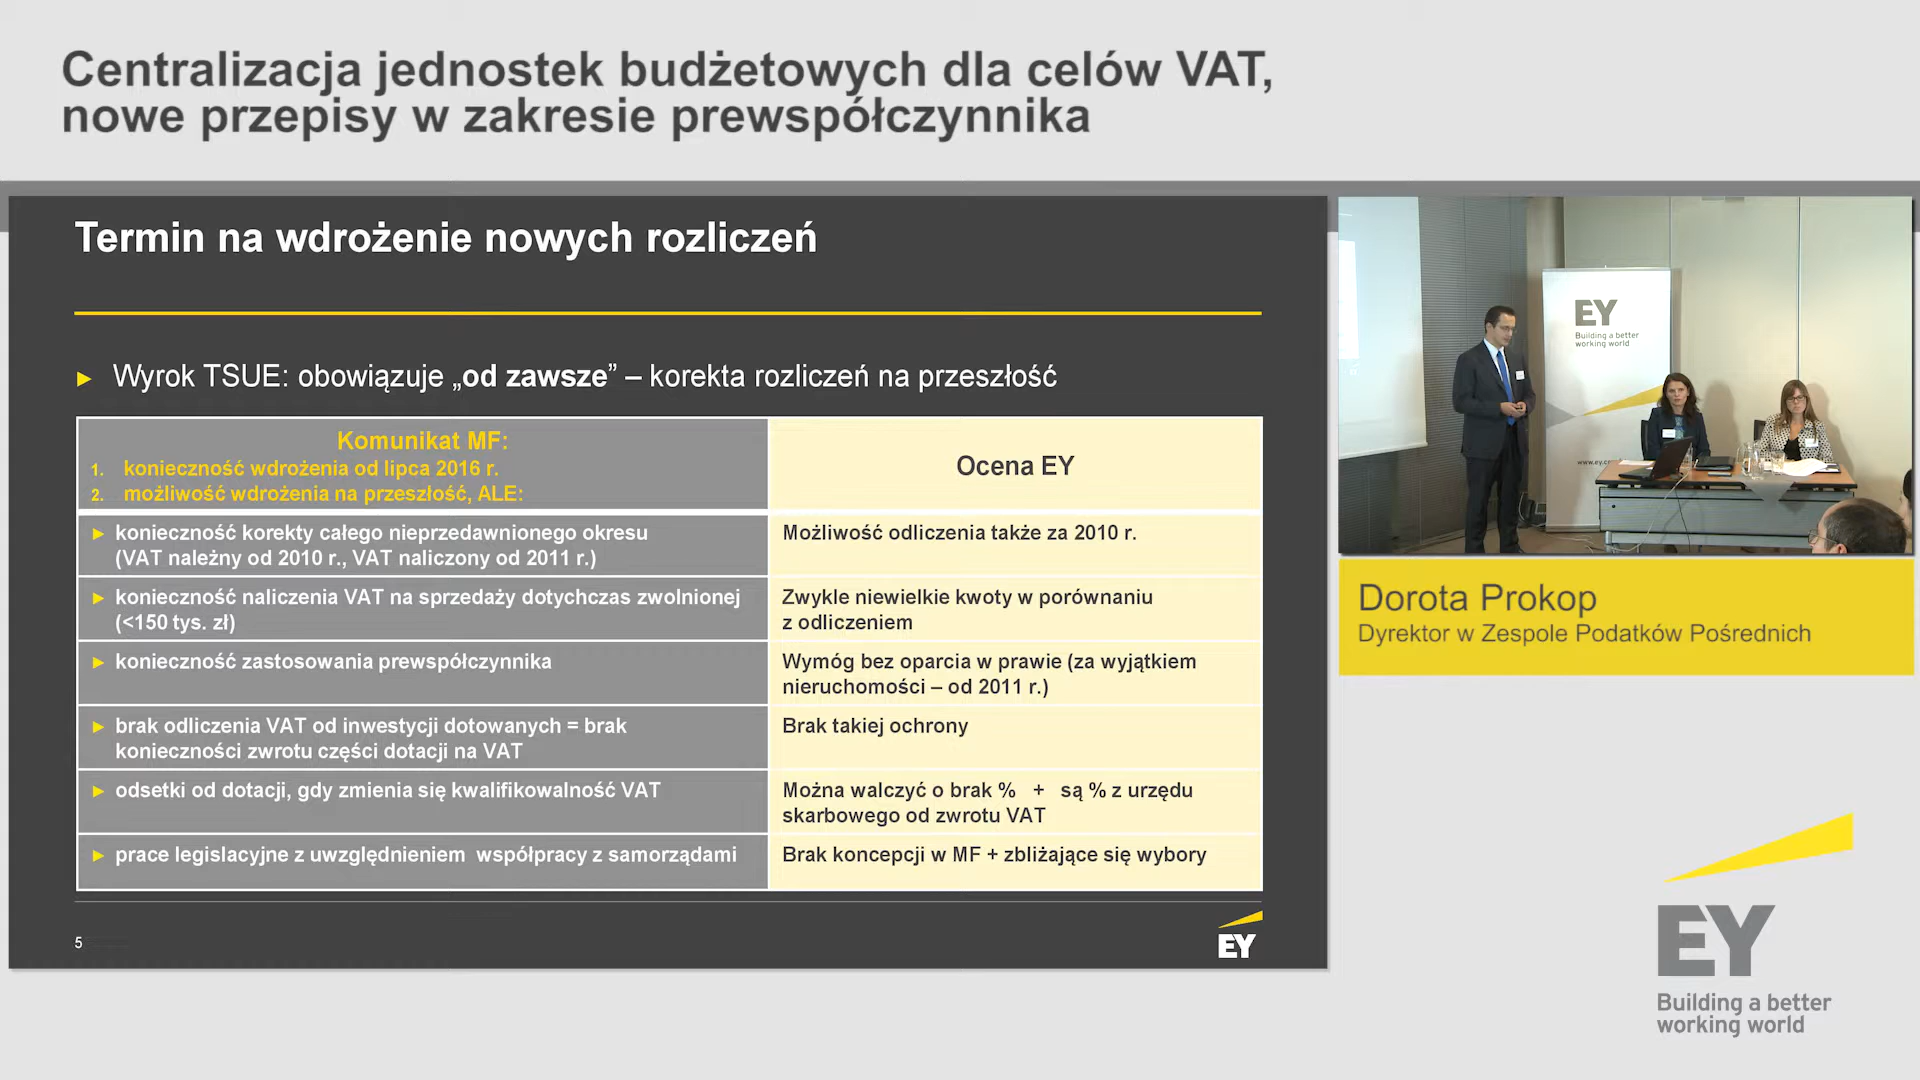 Centralizacja jednostek budżetowych dla celów VAT,
nowe przepisy w zakresie prewspółczynnika
Termin na wdrożenie nowych rozliczeń
► Wyrok TSUE: obowiązuje „od zawsze” – korekta rozliczeń na przeszłość
Komunikat MF:
1. konieczność wdrożenia od lipca 2016 r.
2. możliwość wdrożenia na przeszłość, ALE:
Ocena EY
► konieczność korekty całego nieprzedawnionego okresu
(VAT należny od 2010 r., VAT naliczony od 2011 r.)
Możliwość odliczenia także za 2010 r.
► konieczność naliczenia VAT na sprzedaży dotychczas zwolnionej
(<150 tys. zł)
Zwykle niewielkie kwoty w porównaniu
z odliczeniem
► konieczność zastosowania prewspółczynnika
Wymóg bez oparcia w prawie (za wyjątkiem
nieruchomości – od 2011 r.)
► brak odliczenia VAT od inwestycji dotowanych = brak
konieczności zwrotu części dotacji na VAT
Brak takiej ochrony
► odsetki od dotacji, gdy zmienia się kwalifikowalność VAT
Można walczyć o brak % + są % z urzędu
skarbowego od zwrotu VAT
► prace legislacyjne z uwzględnieniem współpracy z samorządami
Brak koncepcji w MF + zbliżające się wybory
5
EY
EY
Building a better
working world
Dorota Prokop
Dyrektor w Zespole Podatków Pośrednich
EY
Building a better
working world